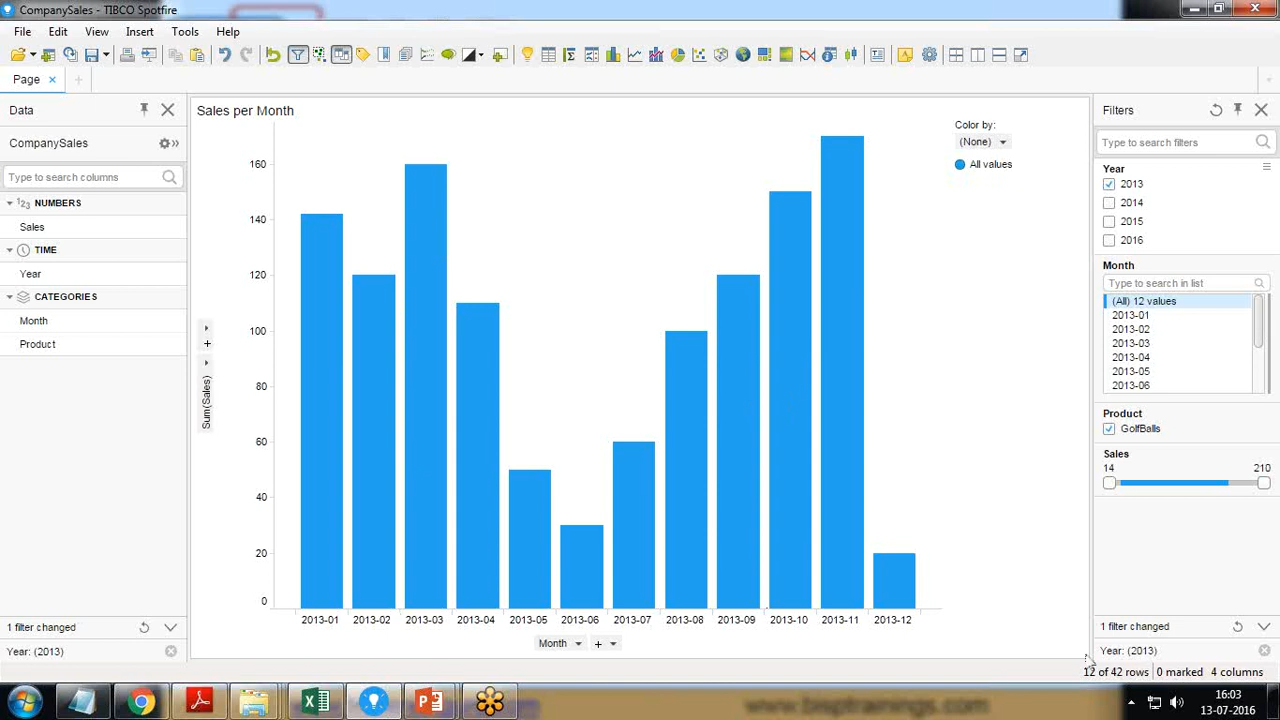 CompanySales - TIBCO Spotfire
File Edit View Insert Tools Help
Page
Data
CompanySales
Type to search columns
NUMBERS
Sales
TIME
Year
CATEGORIES
Month
Product
1 filter changed
Year: (2013)
Sales per Month
Color by:
(None)
All values
Sum(Sales)
160
140
120
100
80
60
40
20
0
2013-01 2013-02 2013-03 2013-04 2013-05 2013-06 2013-07 2013-08 2013-09 2013-10 2013-11 2013-12
Month
Filters
Type to search filters
Year
2013
2014
2015
2016
Month
Type to search in list
(All) 12 values
2013-01
2013-02
2013-03
2013-04
2013-05
2013-06
Product
GolfBalls
Sales
14 210
1 filter changed
Year: (2013)
12 of 42 rows 0 marked 4 columns
16:03
13-07-2016